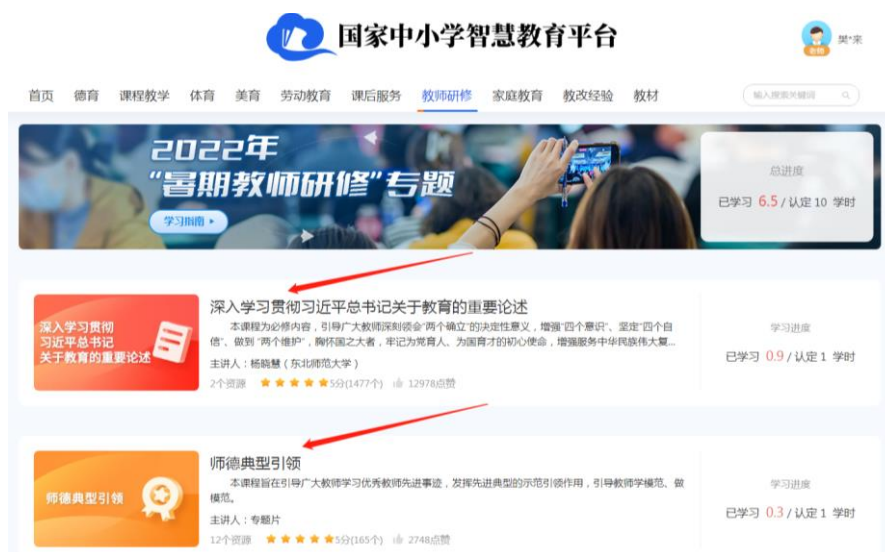 国家中小学智慧教育平台
樊*来
首页 德育 课程教学 体育 美育 劳动教育 课后服务 教师研修 家庭教育 教改经验 教材
输入搜索关键词
2022年
“暑期教师研修”专题
学习指南
总进度
已学习 6.5 / 认定 10 学时
深入学习贯彻
习近平总书记
关于教育的重要论述
深入学习贯彻习近平总书记关于教育的重要论述
本课程为必修内容，引导广大教师深刻领会“两个确立”的决定性意义，增强“四个意识”、坚定“四个自
信”、做到 “两个维护”，胸怀国之大者，牢记为党育人、为国育才的初心使命，增强服务中华民族伟大复...
主讲人：杨晓慧（东北师范大学）
2个资源 5分(1477个) 12978点赞
学习进度
已学习 0.9 / 认定 1 学时
师德典型引领
师德典型引领
本课程旨在引导广大教师学习优秀教师先进事迹，发挥先进典型的示范引领作用，引导教师学模范、做
模范。
主讲人：专题片
12个资源 5分(165个) 2748点赞
学习进度
已学习 0.3 / 认定 1 学时